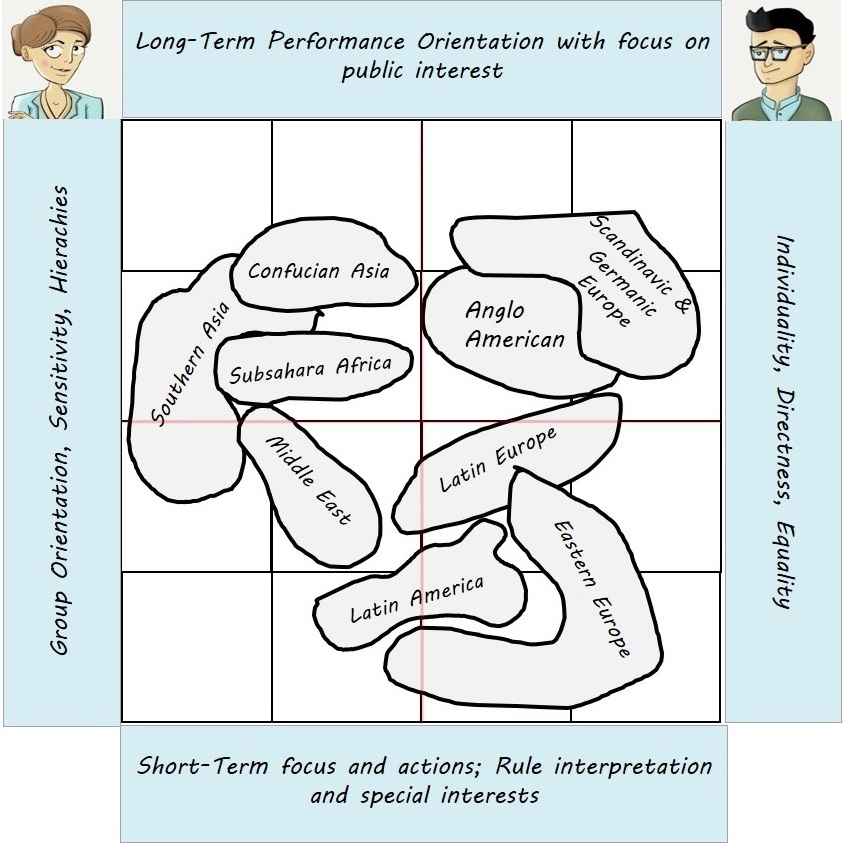 Long-Term Performance Orientation with focus on
public interest
Group Orientation, Sensitivity, Hierachies
Individuality, Directness, Equality
Scandinavic &
Germanic
Europe
Confucian Asia
Anglo
American
Southern Asia
Subsahara Africa
Latin Europe
Middle East
Eastern Europe
Latin America
Short-Term focus and actions; Rule interpretation
and special interests